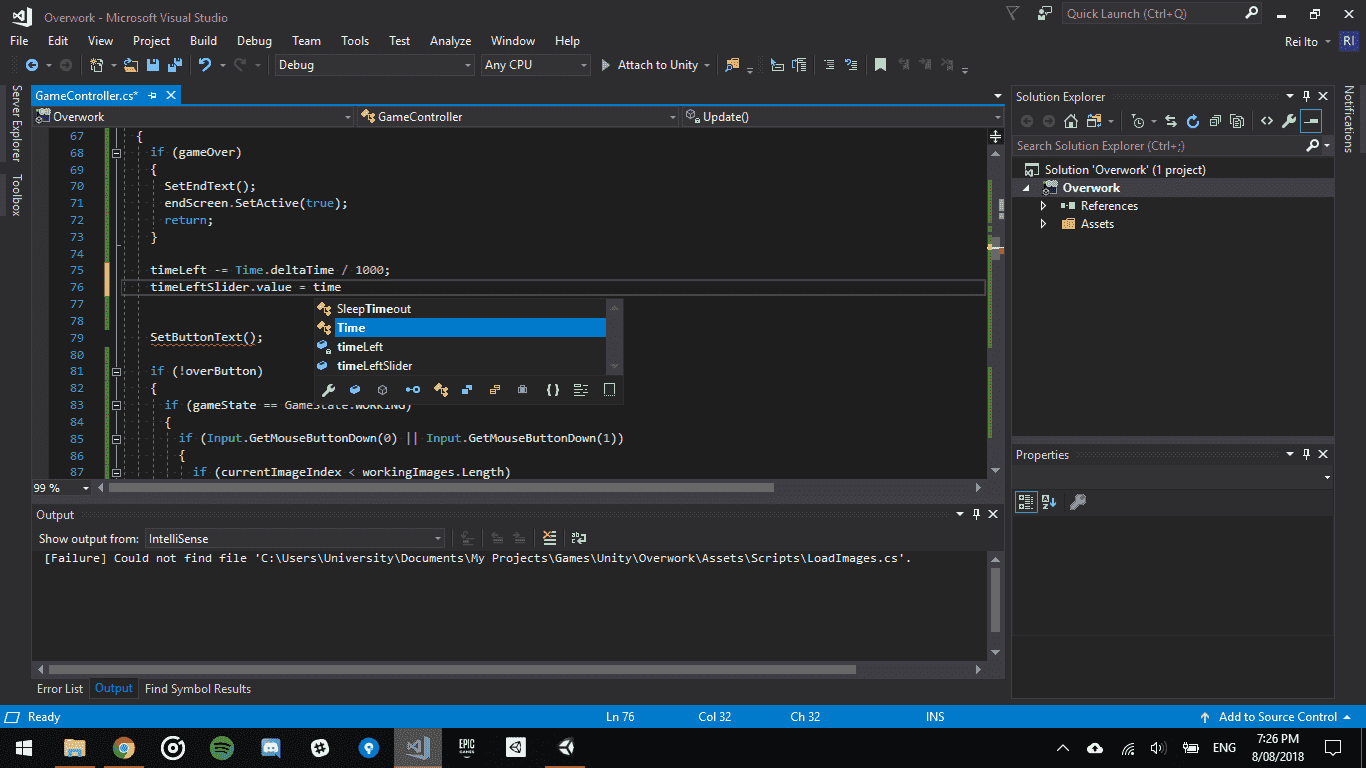 Overwork - Microsoft Visual Studio
Quick Launch (Ctrl+Q)
File Edit View Project Build Debug Team Tools Test Analyze Window Help
Rei Ito RI
Debug Any CPU Attach to Unity
Server Explorer
Toolbox
GameController.cs*
Overwork GameController Update()
67 {
68 if (gameOver)
69 {
70 SetEndText();
71 endScreen.SetActive(true);
72 return;
73 }
74
75 timeLeft -= Time.deltaTime / 1000;
76 timeLeftSlider.value = time
77
78
79 SetButtonText();
80
81 if (!overButton)
82 {
83 if (gameState == GameState.WORKING)
84 {
85 if (Input.GetMouseButtonDown(0) || Input.GetMouseButtonDown(1))
86 {
87 if (currentImageIndex < workingImages.Length)
SleepTimeout
Time
timeLeft
timeLeftSlider
99 %
Output
Show output from: IntelliSense
[Failure] Could not find file 'C:\Users\University\Documents\My Projects\Games\Unity\Overwork\Assets\Scripts\LoadImages.cs'.
Error List Output Find Symbol Results
Solution Explorer
Search Solution Explorer (Ctrl+;)
Solution 'Overwork' (1 project)
Overwork
References
Assets
Properties
Notifications
Ready Ln 76 Col 32 Ch 32 INS Add to Source Control
EPIC GAMES
ENG
7:26 PM
8/08/2018